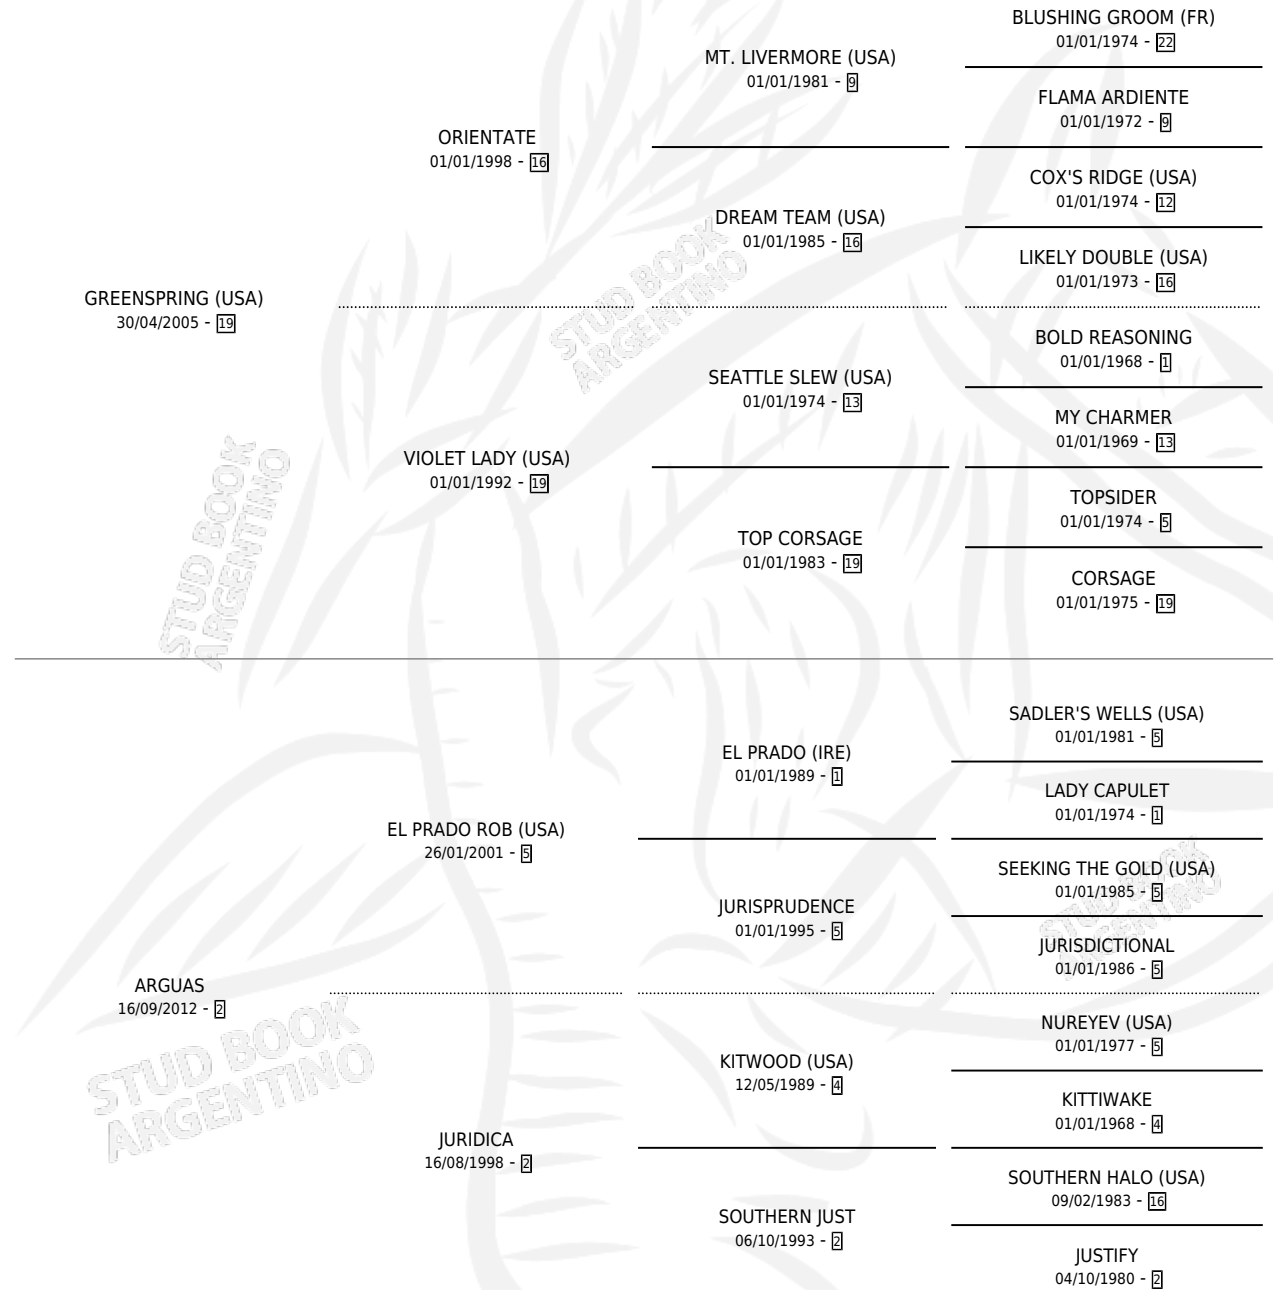 BLUSHING GROOM (FR)
01/01/1974 - 22
MT. LIVERMORE (USA)
01/01/1981 - 9
FLAMA ARDIENTE
01/01/1972 - 9
ORIENTATE
01/01/1998 - 16
COX'S RIDGE (USA)
01/01/1974 - 12
DREAM TEAM (USA)
01/01/1985 - 16
LIKELY DOUBLE (USA)
01/01/1973 - 16
GREENSPRING (USA)
30/04/2005 - 19
BOLD REASONING
01/01/1968 - 1
SEATTLE SLEW (USA)
01/01/1974 - 13
MY CHARMER
01/01/1969 - 13
VIOLET LADY (USA)
01/01/1992 - 19
TOPSIDER
01/01/1974 - 5
TOP CORSAGE
01/01/1983 - 19
CORSAGE
01/01/1975 - 19
SADLER'S WELLS (USA)
01/01/1981 - 5
EL PRADO (IRE)
01/01/1989 - 1
LADY CAPULET
01/01/1974 - 1
EL PRADO ROB (USA)
26/01/2001 - 5
SEEKING THE GOLD (USA)
01/01/1985 - 5
JURISPRUDENCE
01/01/1995 - 5
JURISDICTIONAL
01/01/1986 - 5
ARGUAS
16/09/2012 - 2
NUREYEV (USA)
01/01/1977 - 5
KITWOOD (USA)
12/05/1989 - 4
KITTIWAKE
01/01/1968 - 4
JURIDICA
16/08/1998 - 2
SOUTHERN HALO (USA)
09/02/1983 - 16
SOUTHERN JUST
06/10/1993 - 2
JUSTIFY
04/10/1980 - 2
STUD BOOK
ARGENTINO
STUD BOOK
ARGENTINO
STUD BOOK
ARGENTINO
STUD BOOK
ARGENTINO